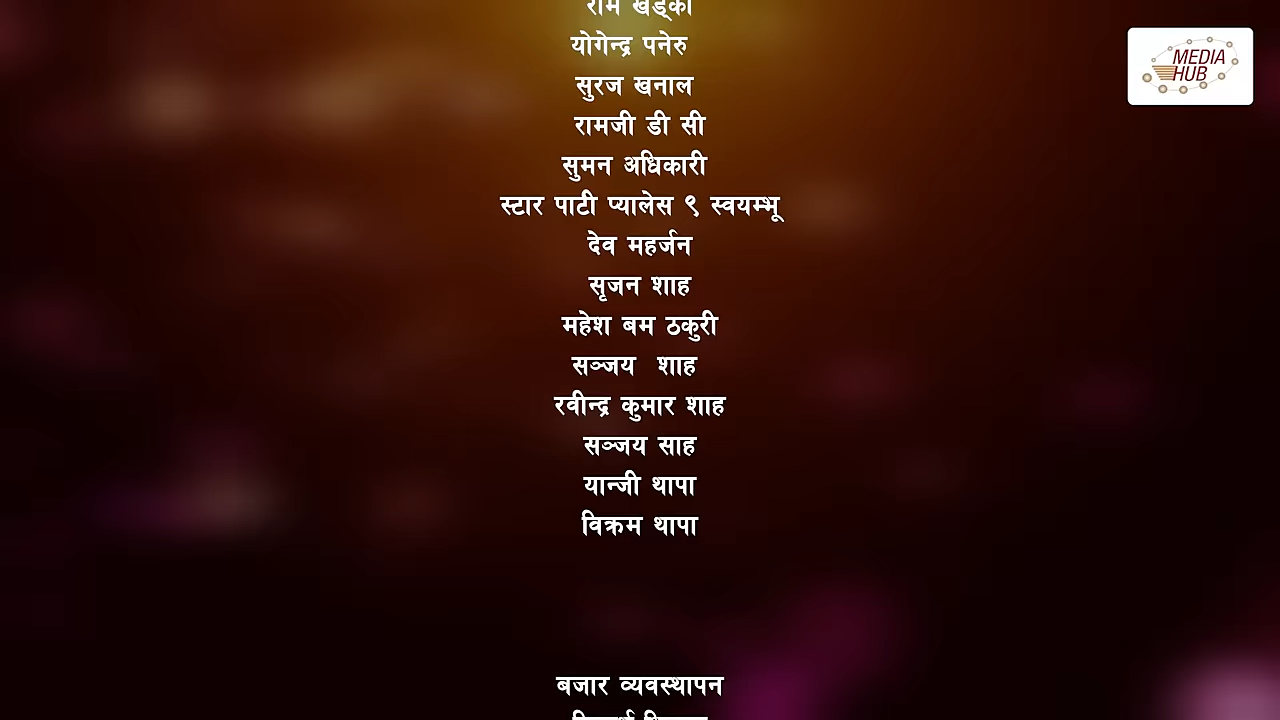 राम खड्का
योगेन्द्र पनेरु
सुरज खनाल
रामजी डी सी
सुमन अधिकारी
स्टार पाटी प्यालेस ९ स्वयम्भू
देव महर्जन
सृजन शाह
महेश बम ठकुरी
सञ्जय शाह
रवीन्द्र कुमार शाह
सञ्जय साह
यान्जी थापा
विक्रम थापा
बजार व्यवस्थापन
MEDIA
HUB